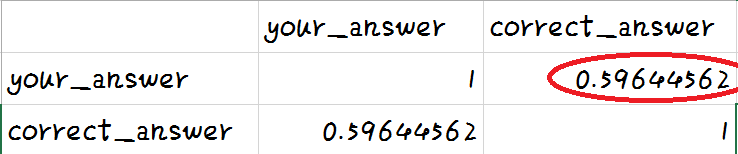 your_answer correct_answer
your_answer 1 0.59644562
correct_answer 0.59644562 1